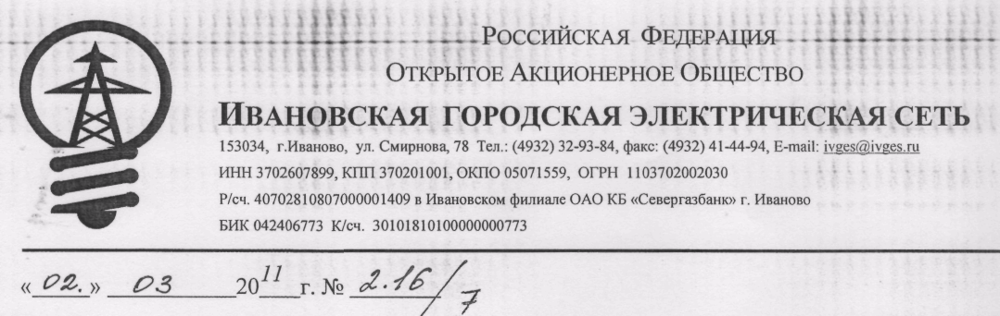 РОССИЙСКАЯ ФЕДЕРАЦИЯ
ОТКРЫТОЕ АКЦИОНЕРНОЕ ОБЩЕСТВО
ИВАНОВСКАЯ ГОРОДСКАЯ ЭЛЕКТРИЧЕСКАЯ СЕТЬ
153034, г.Иваново, ул. Смирнова, 78 Тел.: (4932) 32-93-84, факс: (4932) 41-44-94, E-mail: ivges@ivges.ru
ИНН 3702607899, КПП 370201001, ОКПО 05071559, ОГРН 1103702002030
Р/сч. 40702810807000001409 в Ивановском филиале ОАО КБ «Севергазбанк» г. Иваново
БИК 042406773 К/сч. 30101810100000000773
«02.» 03 2011 г. № 2.16/7